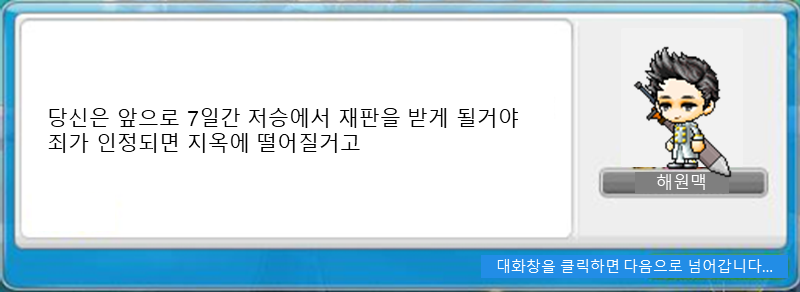 당신은 앞으로 7일간 저승에서 재판을 받게 될거야
죄가 인정되면 지옥에 떨어질거고
해원맥
대화창을 클릭하면 다음으로 넘어갑니다...